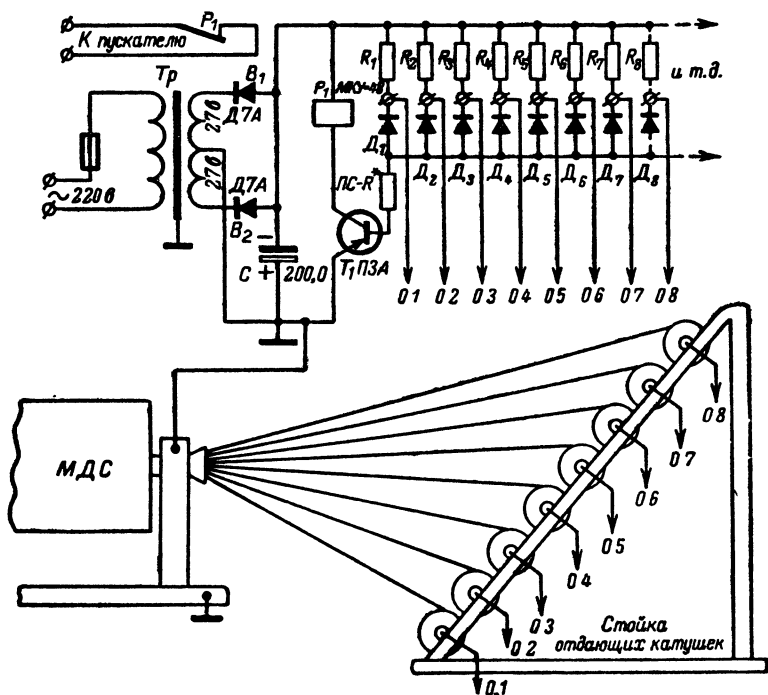 К пускателю
P₁
Тр
B₁
27в
Д7А
27в
Д7А
B₂
~220в
C
200,0
P₁ МКУ-48
R₁
R₂
R₃
R₄
R₅
R₆
R₇
R₈
и т.д.
Д₁
Д₂
Д₃
Д₄
Д₅
Д₆
Д₇
Д₈
ПС-R*
T₁ П3А
01
02
03
04
05
06
07
08
МДС
08
07
06
05
04
03
02
0.1
Стойка
отдающих катушек